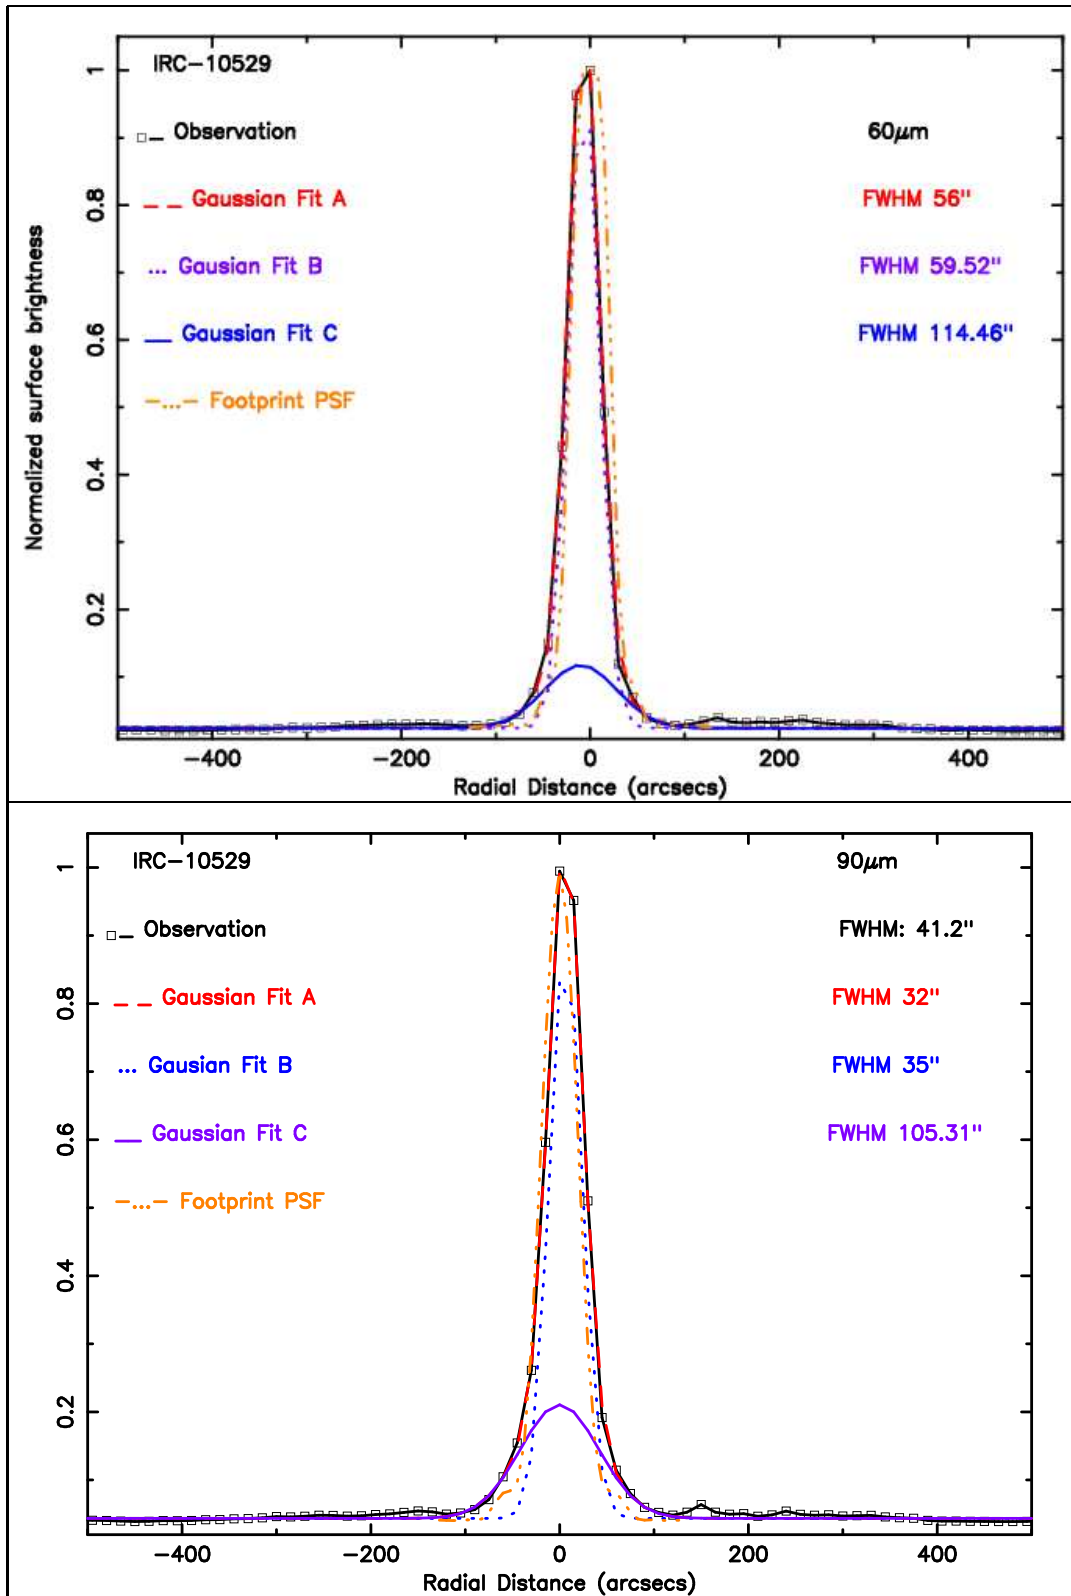 IRC-10529
Observation
60μm
Gaussian Fit A
FWHM 56"
Gausian Fit B
FWHM 59.52"
Gaussian Fit C
FWHM 114.46"
Footprint PSF
Normalized surface brightness
1
0.8
0.6
0.4
0.2
−400 −200 0 200 400
Radial Distance (arcsecs)
IRC-10529
90μm
Observation
FWHM: 41.2"
Gaussian Fit A
FWHM 32"
Gausian Fit B
FWHM 35"
Gaussian Fit C
FWHM 105.31"
Footprint PSF
1
0.8
0.6
0.4
0.2
−400 −200 0 200 400
Radial Distance (arcsecs)